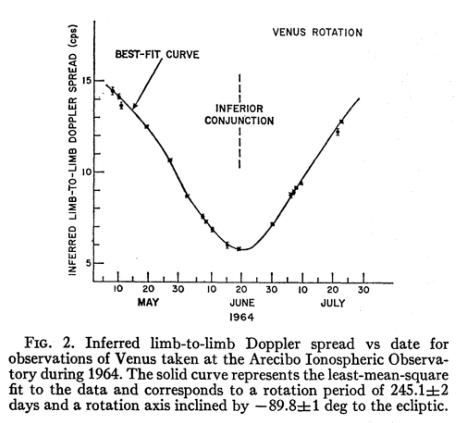 VENUS ROTATION
BEST-FIT CURVE
INFERIOR
CONJUNCTION
INFERRED LIMB-TO-LIMB DOPPLER SPREAD (cps)
15
10
5
10 20 30 10 20 30 10 20 30
MAY JUNE JULY
1964
FIG. 2. Inferred limb-to-limb Doppler spread vs date for
observations of Venus taken at the Arecibo Ionospheric Observa-
tory during 1964. The solid curve represents the least-mean-square
fit to the data and corresponds to a rotation period of 245.1±2
days and a rotation axis inclined by −89.8±1 deg to the ecliptic.